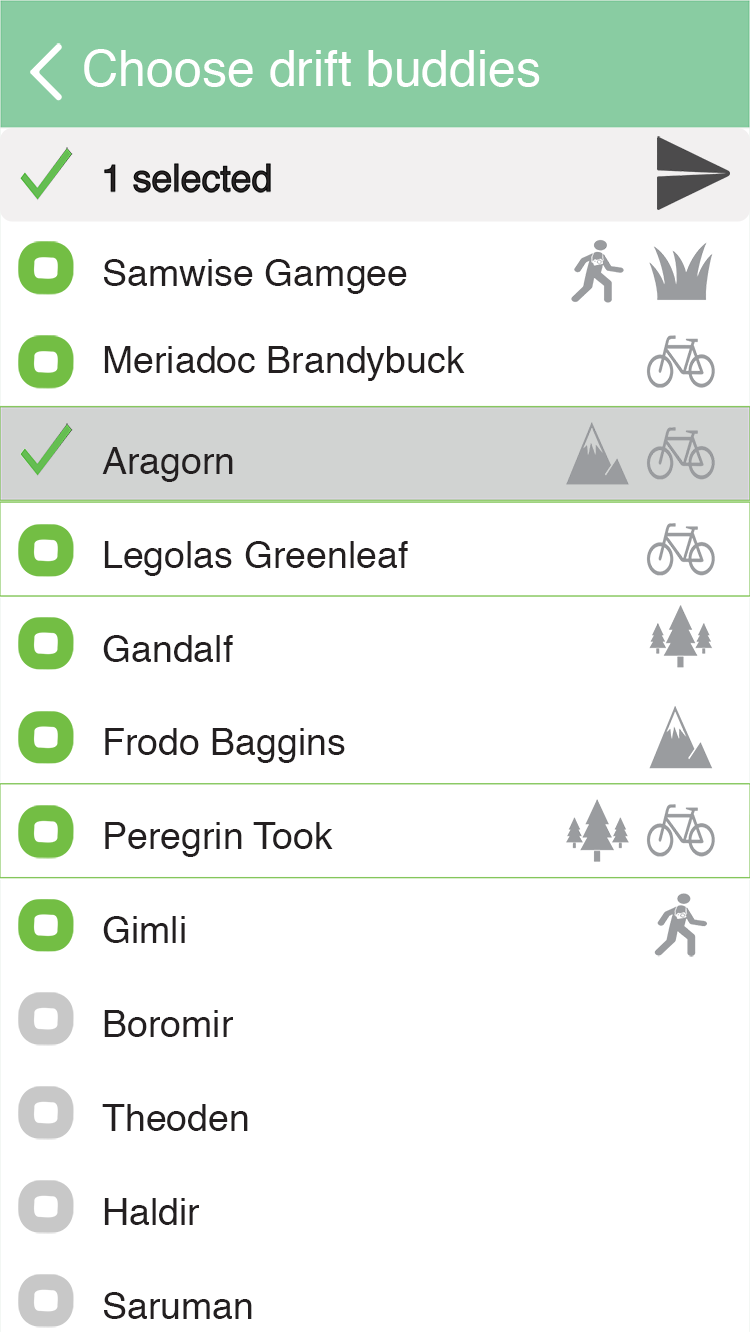 Choose drift buddies
1 selected
Samwise Gamgee
Meriadoc Brandybuck
Aragorn
Legolas Greenleaf
Gandalf
Frodo Baggins
Peregrin Took
Gimli
Boromir
Theoden
Haldir
Saruman